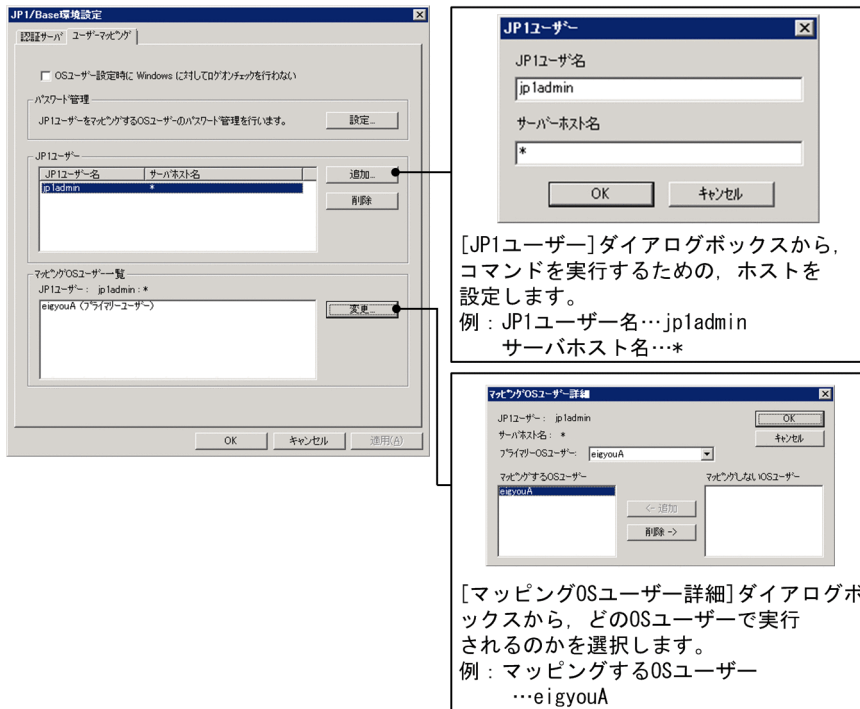 JP1/Base環境設定
認証サーバ ユーザーマッピング
OSユーザー設定時に Windows に対してログオンチェックを行わない
パスワード管理
JP1ユーザーをマッピングするOSユーザーのパスワード管理を行います。 設定...
JP1ユーザー
JP1ユーザー名 サーバホスト名
jp1admin *
追加...
削除
マッピングOSユーザー一覧
JP1ユーザー: jp1admin : *
eigyouA (プライマリーユーザー)
変更...
OK キャンセル 適用(A)
JP1ユーザー
JP1ユーザ名
jp1admin
サーバーホスト名
*
OK キャンセル
[JP1ユーザー]ダイアログボックスから,
コマンドを実行するための, ホストを
設定します。
例:JP1ユーザー名…jp1admin
サーバホスト名…*
マッピングOSユーザー詳細
JP1ユーザー: jp1admin
サーバホスト名: *
プライマリーOSユーザー: eigyouA
OK
キャンセル
マッピングするOSユーザー マッピングしないOSユーザー
eigyouA
<- 追加
削除 ->
[マッピングOSユーザー詳細]ダイアログボ
ックスから, どのOSユーザーで実行
されるのかを選択します。
例:マッピングするOSユーザー
…eigyouA